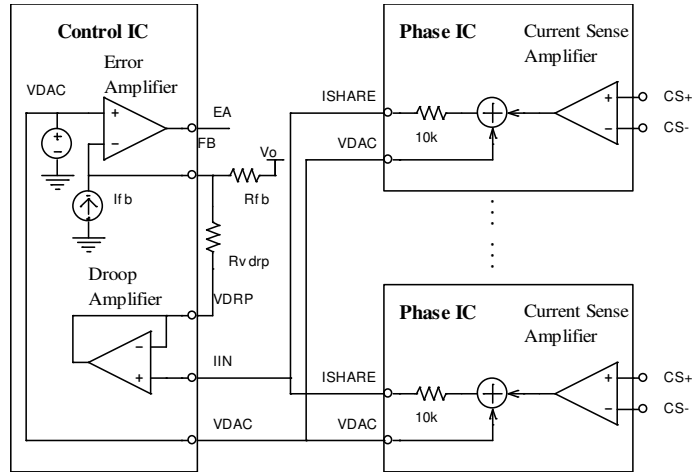 Control IC
Error
Amplifier
VDAC
+
−
+
−
EA
FB
Vo
Ifb
Rfb
Rvdrp
Droop
Amplifier
VDRP
−
+
IIN
VDAC
Phase IC
Current Sense
Amplifier
ISHARE
10k
VDAC
+
−
CS+
CS-
Phase IC
Current Sense
Amplifier
ISHARE
10k
VDAC
+
−
CS+
CS-